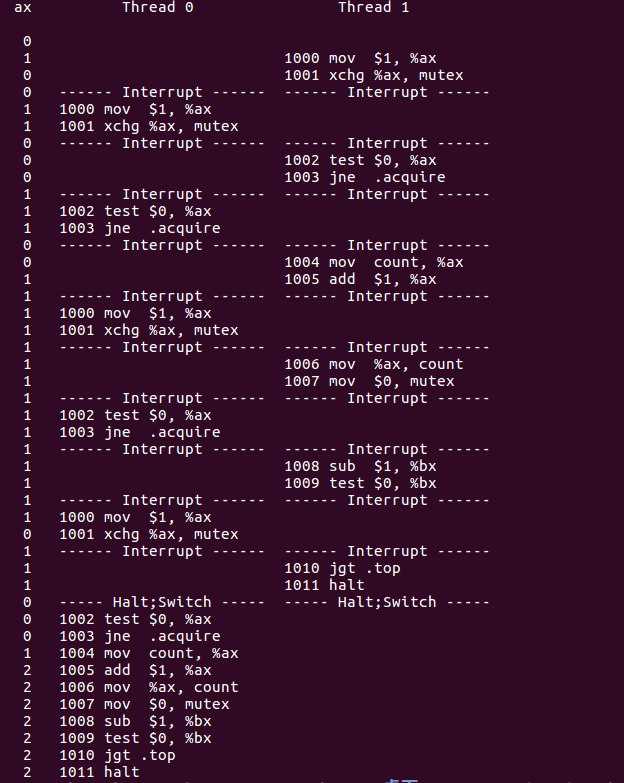 ax Thread 0 Thread 1
0
1 1000 mov $1, %ax
0 1001 xchg %ax, mutex
0 ------ Interrupt ------ ------ Interrupt ------
1 1000 mov $1, %ax
1 1001 xchg %ax, mutex
0 ------ Interrupt ------ ------ Interrupt ------
0 1002 test $0, %ax
0 1003 jne .acquire
1 ------ Interrupt ------ ------ Interrupt ------
1 1002 test $0, %ax
1 1003 jne .acquire
0 ------ Interrupt ------ ------ Interrupt ------
0 1004 mov count, %ax
1 1005 add $1, %ax
1 ------ Interrupt ------ ------ Interrupt ------
1 1000 mov $1, %ax
1 1001 xchg %ax, mutex
1 ------ Interrupt ------ ------ Interrupt ------
1 1006 mov %ax, count
1 1007 mov $0, mutex
1 ------ Interrupt ------ ------ Interrupt ------
1 1002 test $0, %ax
1 1003 jne .acquire
1 ------ Interrupt ------ ------ Interrupt ------
1 1008 sub $1, %bx
1 1009 test $0, %bx
1 ------ Interrupt ------ ------ Interrupt ------
1 1000 mov $1, %ax
0 1001 xchg %ax, mutex
1 ------ Interrupt ------ ------ Interrupt ------
1 1010 jgt .top
1 1011 halt
0 ----- Halt;Switch ----- ----- Halt;Switch -----
0 1002 test $0, %ax
0 1003 jne .acquire
1 1004 mov count, %ax
2 1005 add $1, %ax
2 1006 mov %ax, count
2 1007 mov $0, mutex
2 1008 sub $1, %bx
2 1009 test $0, %bx
2 1010 jgt .top
2 1011 halt